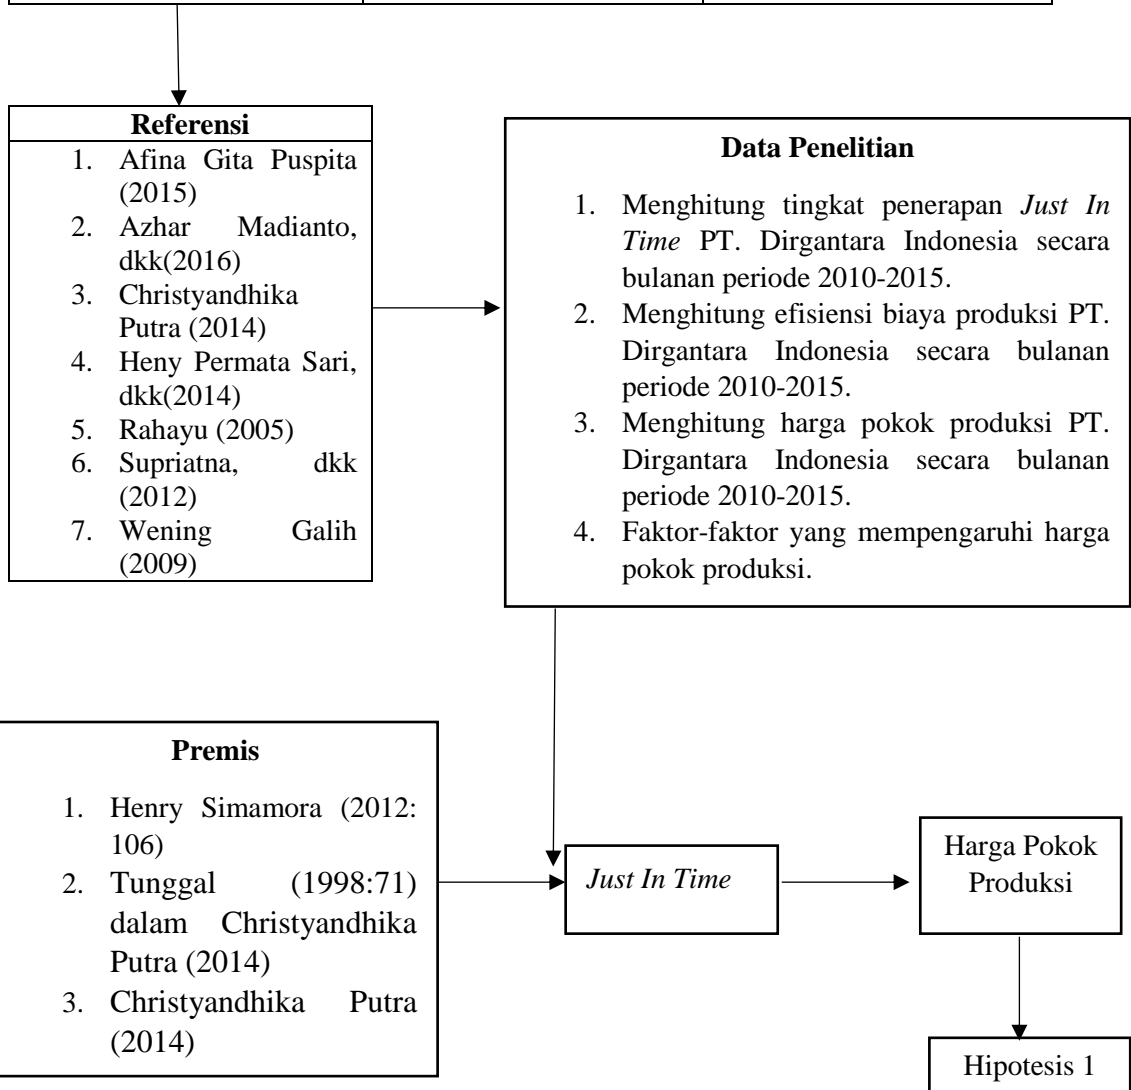 Referensi
1. Afina Gita Puspita
(2015)
2. Azhar Madianto,
dkk(2016)
3. Christyandhika
Putra (2014)
4. Heny Permata Sari,
dkk(2014)
5. Rahayu (2005)
6. Supriatna, dkk
(2012)
7. Wening Galih
(2009)
Data Penelitian
1. Menghitung tingkat penerapan Just In
Time PT. Dirgantara Indonesia secara
bulanan periode 2010-2015.
2. Menghitung efisiensi biaya produksi PT.
Dirgantara Indonesia secara bulanan
periode 2010-2015.
3. Menghitung harga pokok produksi PT.
Dirgantara Indonesia secara bulanan
periode 2010-2015.
4. Faktor-faktor yang mempengaruhi harga
pokok produksi.
Premis
1. Henry Simamora (2012:
106)
2. Tunggal (1998:71)
dalam Christyandhika
Putra (2014)
3. Christyandhika Putra
(2014)
Just In Time
Harga Pokok
Produksi
Hipotesis 1